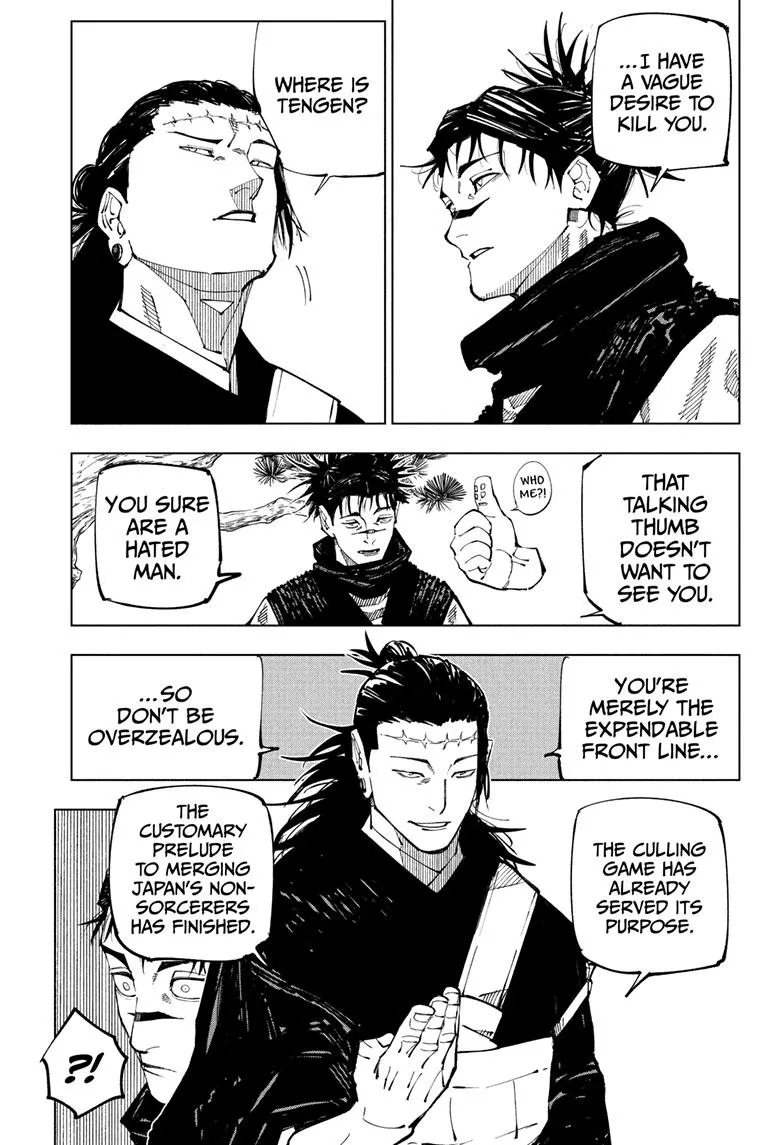 ...I HAVE
A VAGUE
DESIRE TO
KILL YOU.
WHERE IS
TENGEN?
THAT
TALKING
THUMB
DOESN'T
WANT TO
SEE YOU.
WHO
ME?!
YOU SURE
ARE A
HATED
MAN.
YOU'RE
MERELY THE
EXPENDABLE
FRONT LINE...
...SO
DON'T BE
OVERZEALOUS.
THE CULLING
GAME HAS
ALREADY
SERVED ITS
PURPOSE.
THE
CUSTOMARY
PRELUDE
TO MERGING
JAPAN'S NON-
SORCERERS
HAS FINISHED.
?!